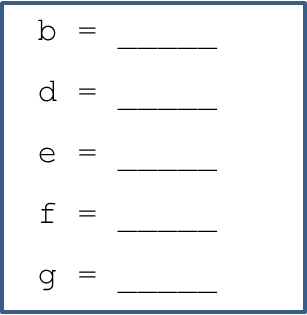 b = _____
d = _____
e = _____
f = _____
g = _____